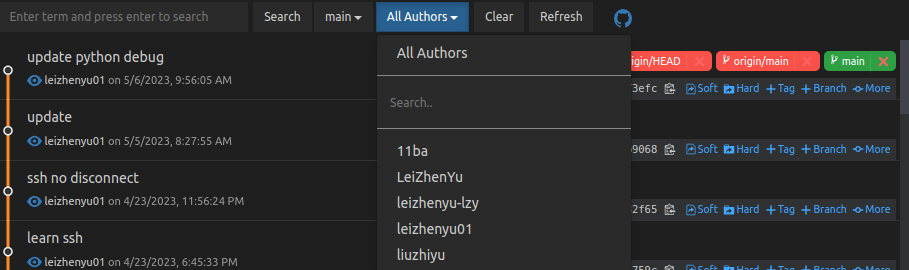 Enter term and press enter to search Search main All Authors Clear Refresh
update python debug
leizhenyu01 on 5/6/2023, 9:56:05 AM
All Authors
igin/HEAD origin/main main
3efc Soft Hard Tag Branch More
update
leizhenyu01 on 5/5/2023, 8:27:55 AM
Search..
9068 Soft Hard Tag Branch More
ssh no disconnect
leizhenyu01 on 4/23/2023, 11:56:24 PM
11ba
LeiZhenYu
leizhenyu-lzy
2f65 Soft Hard Tag Branch More
learn ssh
leizhenyu01 on 4/23/2023, 6:45:33 PM
leizhenyu01
liuzhiyu
Soft Hard Tag Branch More